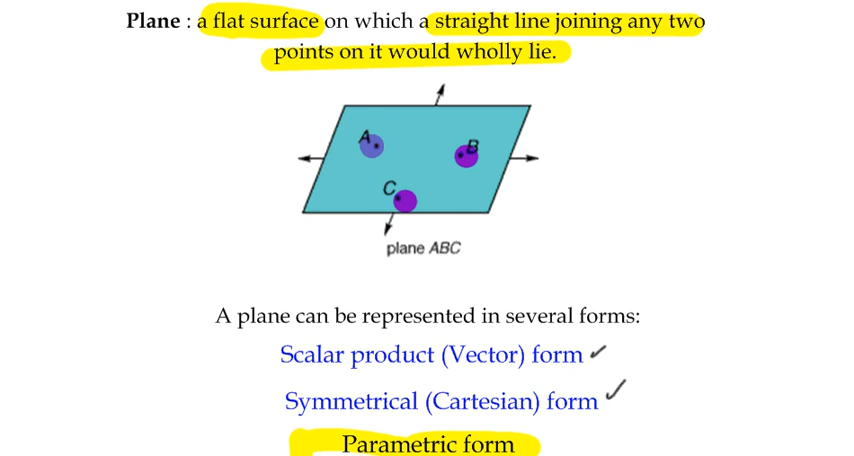 Plane : a flat surface on which a straight line joining any two
points on it would wholly lie.
A
B
C
plane ABC
A plane can be represented in several forms:
Scalar product (Vector) form
Symmetrical (Cartesian) form
Parametric form